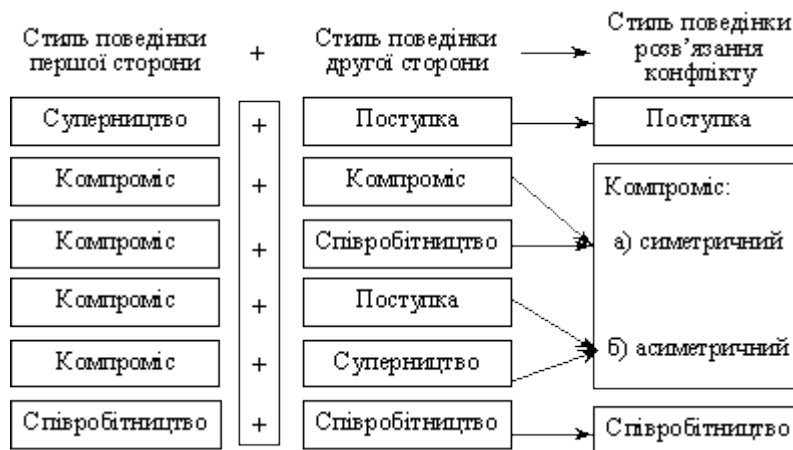 Стиль поведінки першої сторони + Стиль поведінки другої сторони Стиль поведінки розв’язання конфлікту
Суперництво + Поступка Поступка
Компроміс + Компроміс Компроміс:
Компроміс + Співробітництво а) симетричний
Компроміс + Поступка
Компроміс + Суперництво б) асиметричний
Співробітництво + Співробітництво Співробітництво